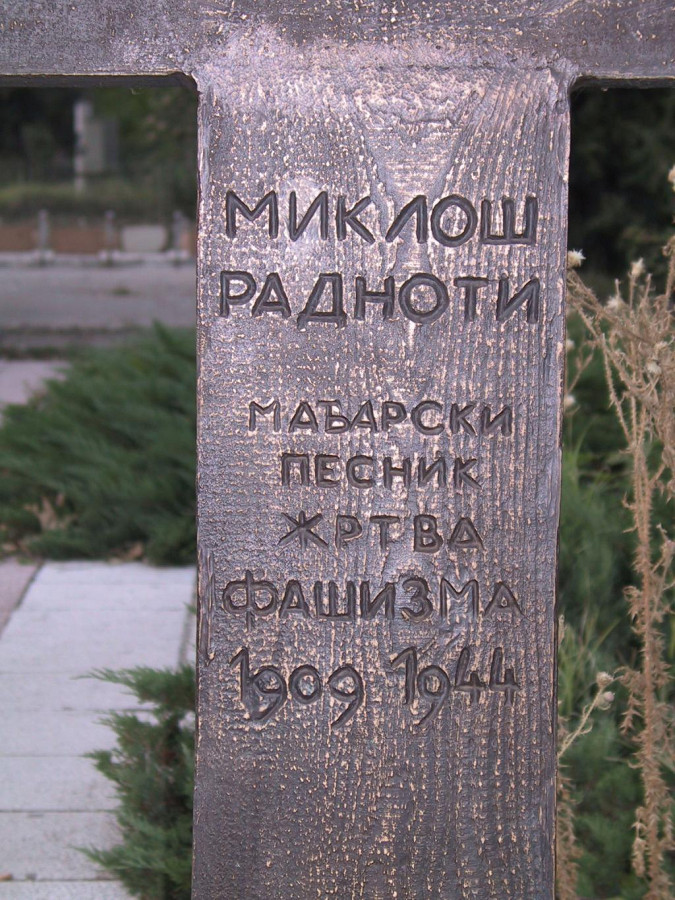 МИКЛОШ
РАДНОТИ
МАЂАРСКИ
ПЕСНИК
ЖРТВА
ФАШИЗМА
1909 1944